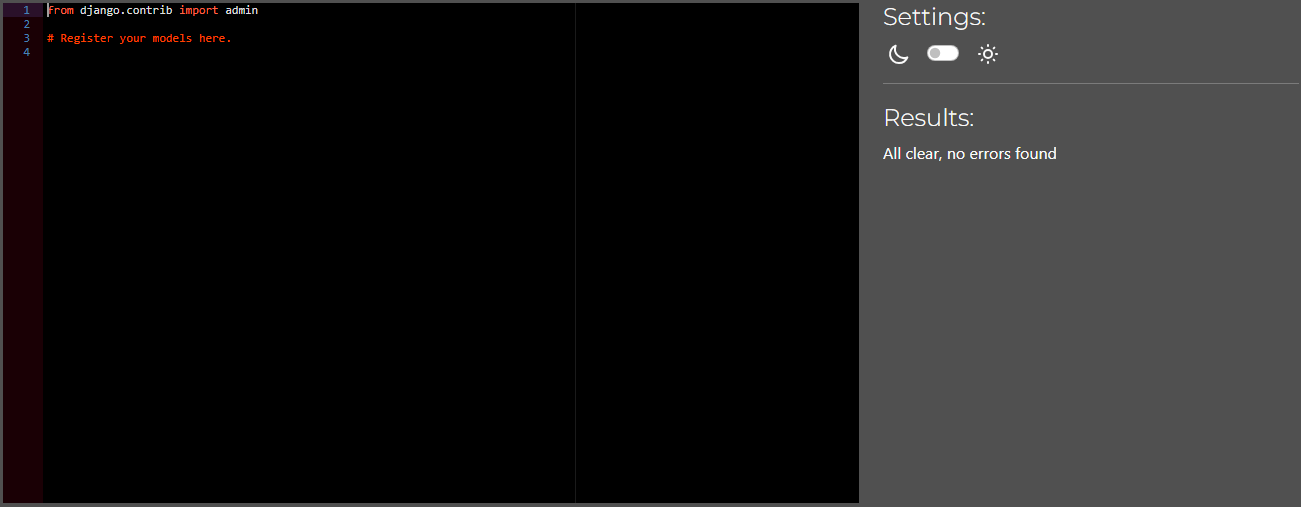 1 from django.contrib import admin
2
3 # Register your models here.
4
Settings:
Results:
All clear, no errors found